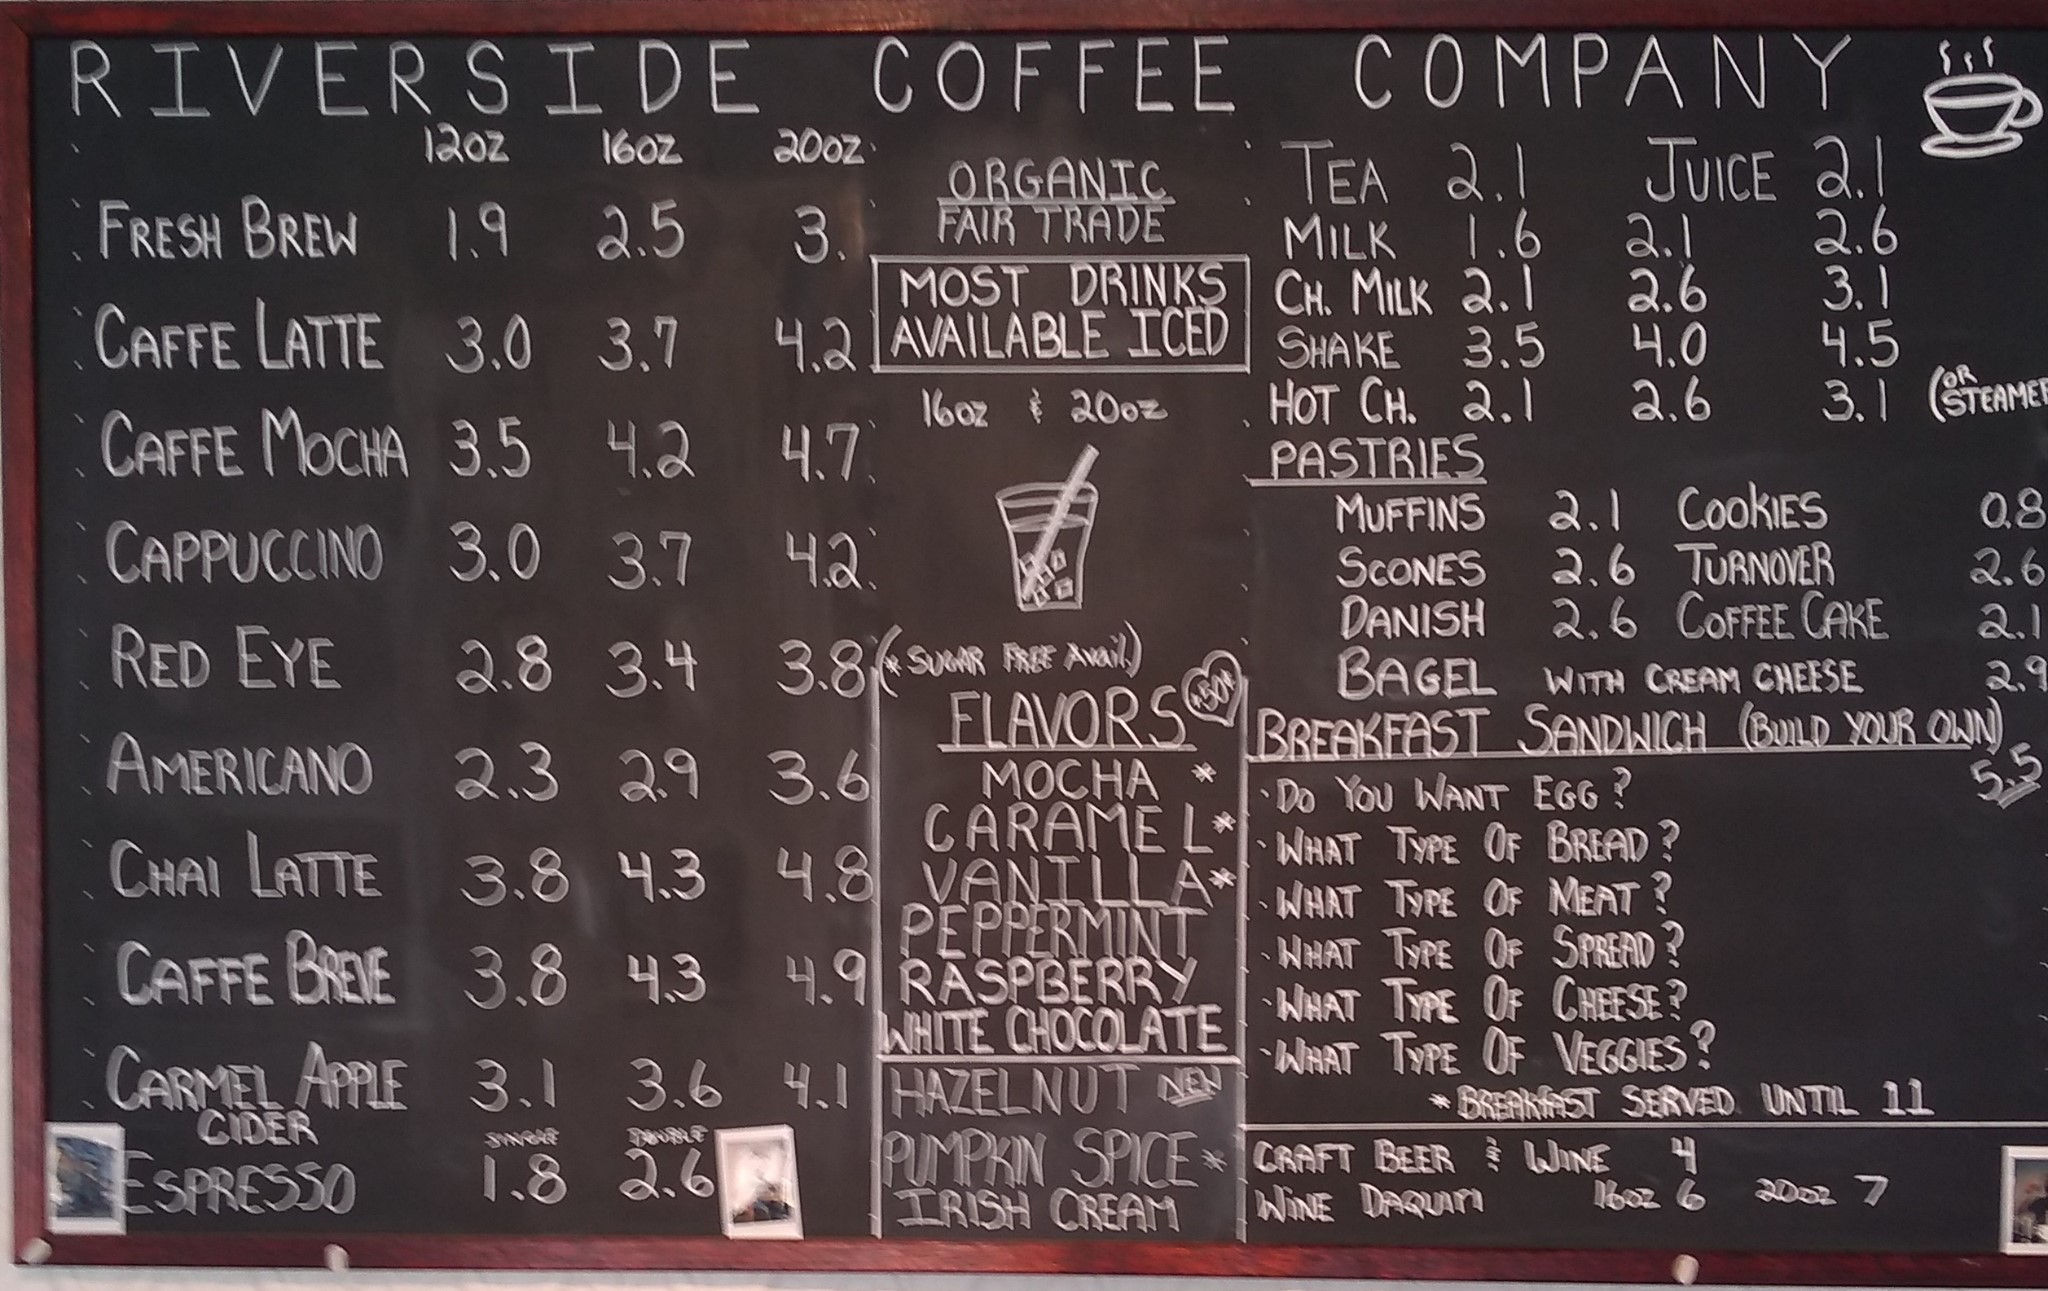 RIVERSIDE COFFEE COMPANY
12oz 16oz 20oz
FRESH BREW 1.9 2.5 3.
CAFFE LATTE 3.0 3.7 4.2
CAFFE MOCHA 3.5 4.2 4.7
CAPPUCCINO 3.0 3.7 4.2
RED EYE 2.8 3.4 3.8
AMERICANO 2.3 2.9 3.6
CHAI LATTE 3.8 4.3 4.8
CAFFE BREVE 3.8 4.3 4.9
CARMEL APPLE 3.1 3.6 4.1
CIDER
SINGLE DOUBLE
ESPRESSO 1.8 2.6
ORGANIC
FAIR TRADE
MOST DRINKS
AVAILABLE ICED
16oz & 20oz
(* SUGAR FREE Avail.)
FLAVORS
MOCHA *
CARAMEL *
VANILLA *
PEPPERMINT
RASPBERRY
WHITE CHOCOLATE
HAZELNUT NEW
PUMPKIN SPICE *
IRISH CREAM
TEA 2.1 JUICE 2.1
MILK 1.6 2.1 2.6
CH. MILK 2.1 2.6 3.1
SHAKE 3.5 4.0 4.5
HOT CH. 2.1 2.6 3.1 (OR
STEAMER
PASTRIES
MUFFINS 2.1 COOKIES 0.8
SCONES 2.6 TURNOVER 2.6
DANISH 2.6 COFFEE CAKE 2.1
BAGEL WITH CREAM CHEESE 2.9
BREAKFAST SANDWICH (BUILD YOUR OWN)
5.5
· DO YOU WANT EGG?
· WHAT TYPE OF BREAD?
· WHAT TYPE OF MEAT?
· WHAT TYPE OF SPREAD?
· WHAT TYPE OF CHEESE?
· WHAT TYPE OF VEGGIES?
* BREAKFAST SERVED UNTIL 11
CRAFT BEER & WINE 4
WINE DAQUIRI 16oz 6 20oz 7